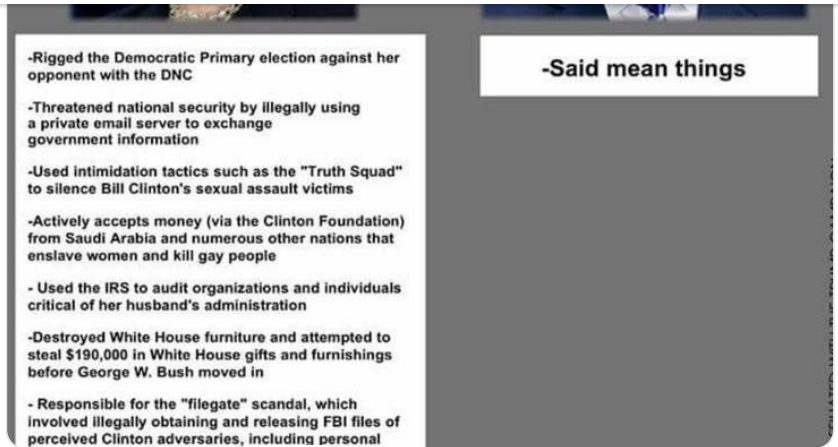 -Rigged the Democratic Primary election against her
opponent with the DNC
-Threatened national security by illegally using
a private email server to exchange
government information
-Used intimidation tactics such as the "Truth Squad"
to silence Bill Clinton's sexual assault victims
-Actively accepts money (via the Clinton Foundation)
from Saudi Arabia and numerous other nations that
enslave women and kill gay people
- Used the IRS to audit organizations and individuals
critical of her husband's administration
-Destroyed White House furniture and attempted to
steal $190,000 in White House gifts and furnishings
before George W. Bush moved in
- Responsible for the "filegate" scandal, which
involved illegally obtaining and releasing FBI files of
perceived Clinton adversaries, including personal
-Said mean things